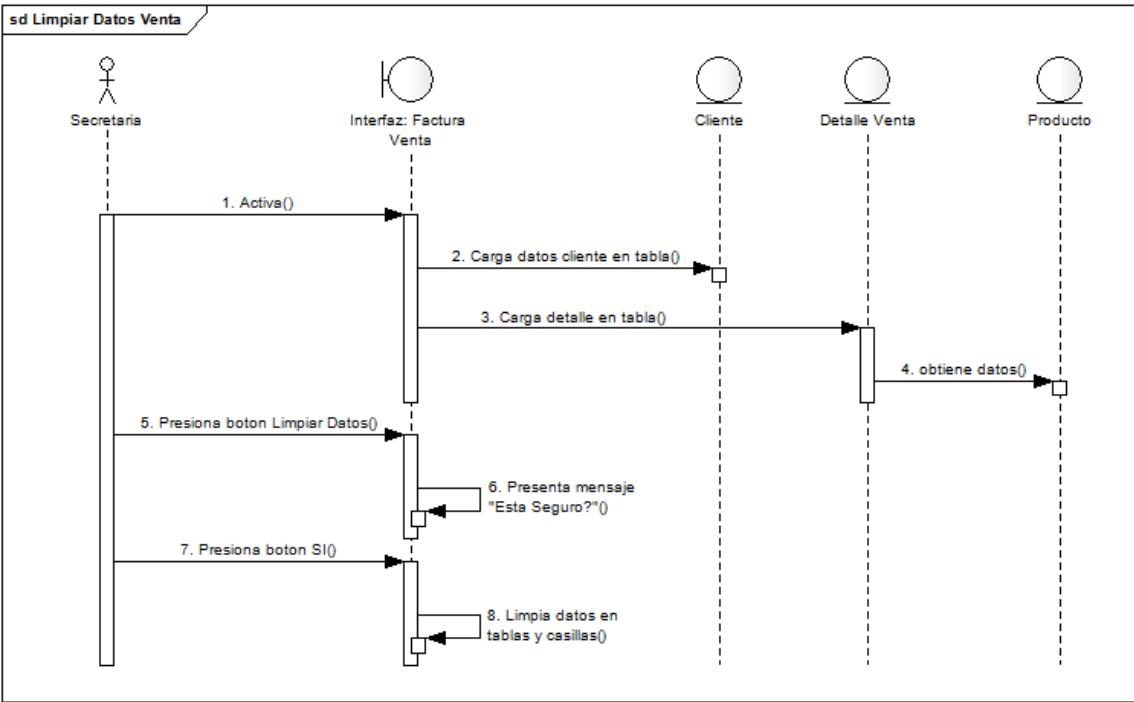 sd Limpiar Datos Venta
Secretaria
Interfaz: Factura
Venta
Cliente
Detalle Venta
Producto
1. Activa()
2. Carga datos cliente en tabla()
3. Carga detalle en tabla()
4. obtiene datos()
5. Presiona boton Limpiar Datos()
6. Presenta mensaje
"Esta Seguro?"()
7. Presiona boton SI()
8. Limpia datos en
tablas y casillas()